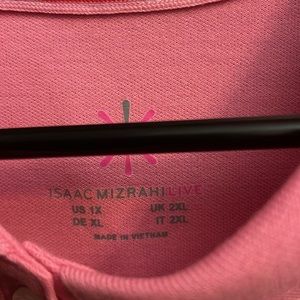 ISAAC MIZRAHI LIVE
US 1X UK 2XL
DE XL IT 2XL
MADE IN VIETNAM